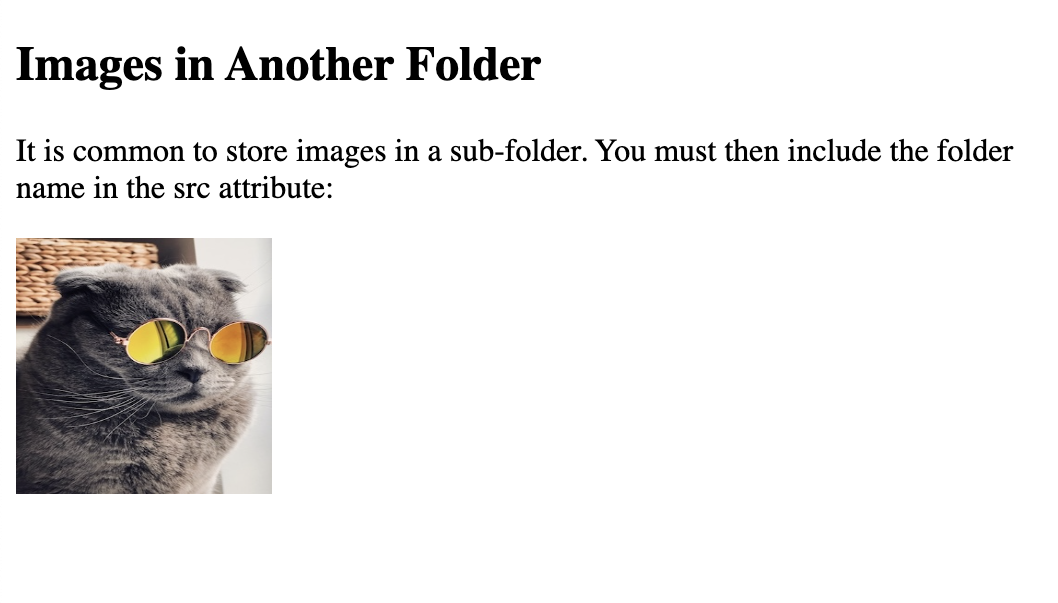 Images in Another Folder
It is common to store images in a sub-folder. You must then include the folder
name in the src attribute: